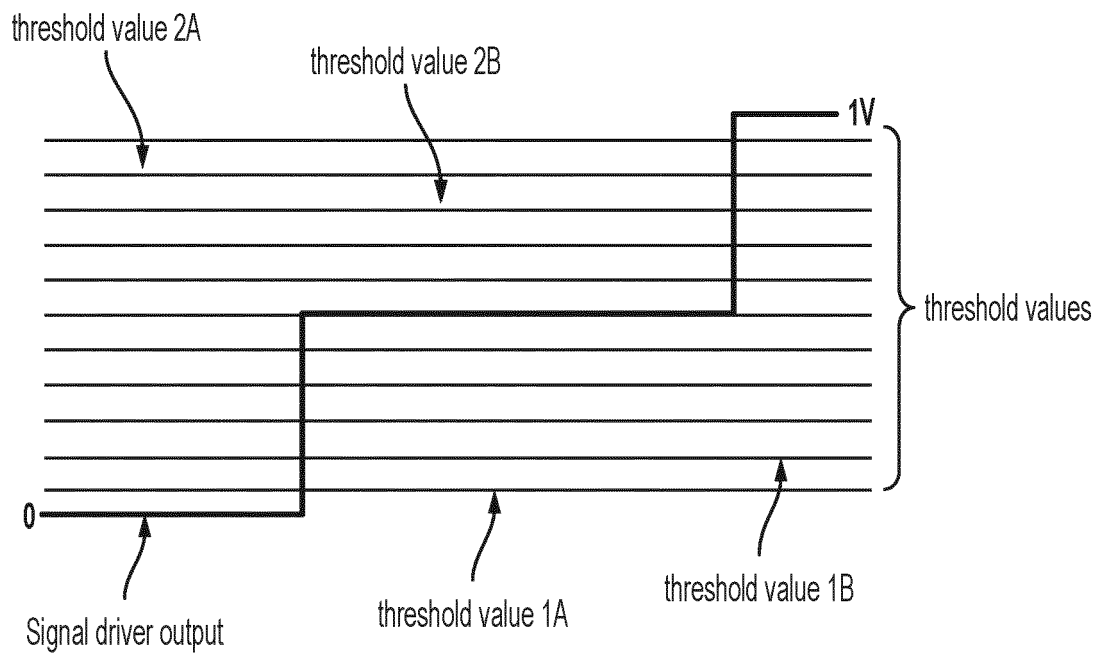 threshold value 2A
threshold value 2B
1V
threshold values
0
threshold value 1B
threshold value 1A
Signal driver output